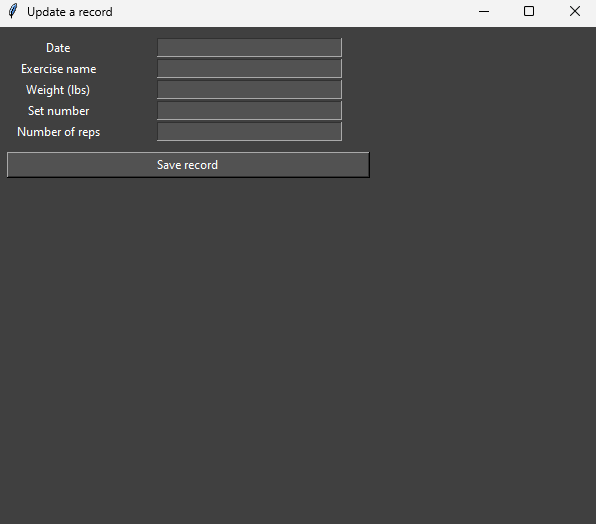 Update a record
Date
Exercise name
Weight (lbs)
Set number
Number of reps
Save record